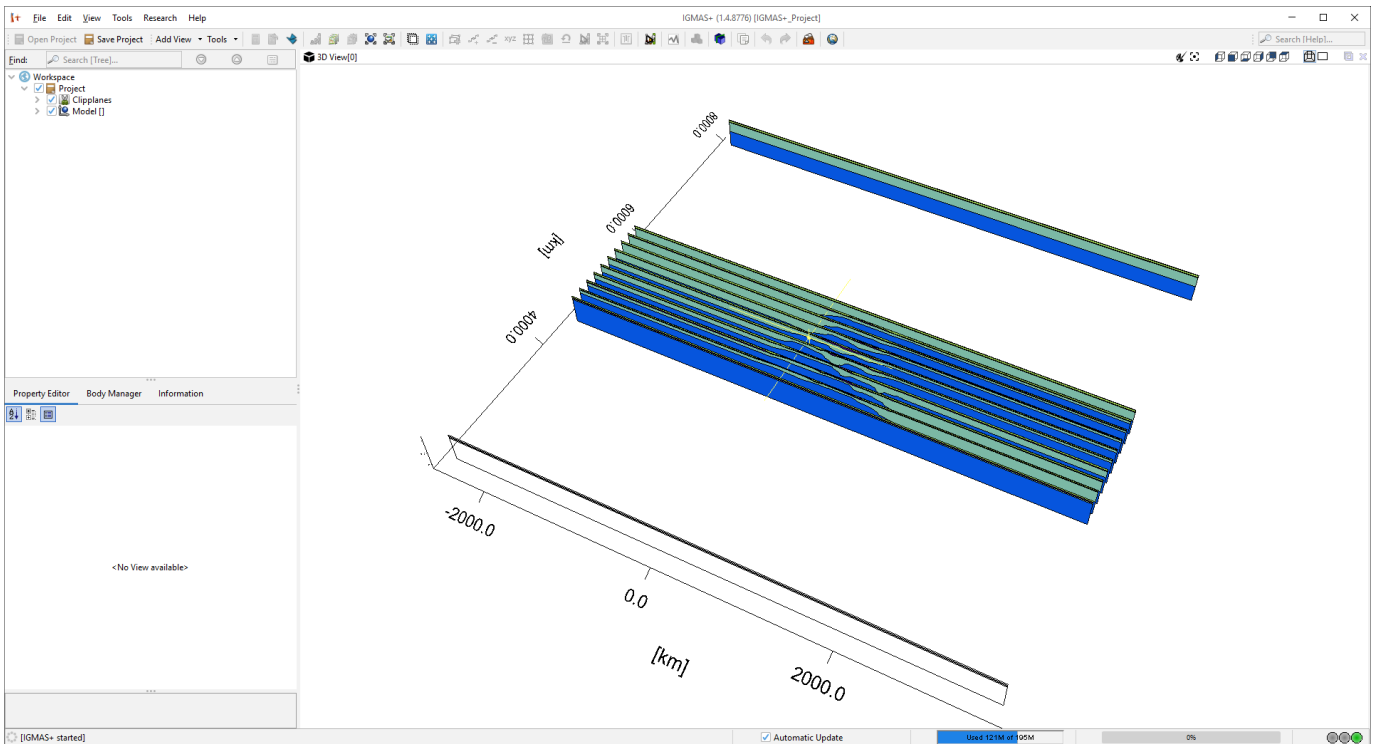 IGMAS+ (1.4.8776) [IGMAS+_Project]
File Edit View Tools Research Help
Open Project Save Project Add View Tools xyz Search [Help]...
Find: Search [Tree]...
3D View[0]
Workspace
Project
Clipplanes
Model []
8000.0
6000.0
[km]
4000.0
-2000.0
0.0
[km]
2000.0
Property Editor Body Manager Information
<No View available>
[IGMAS+ started] Automatic Update Used 121M of 195M 0%